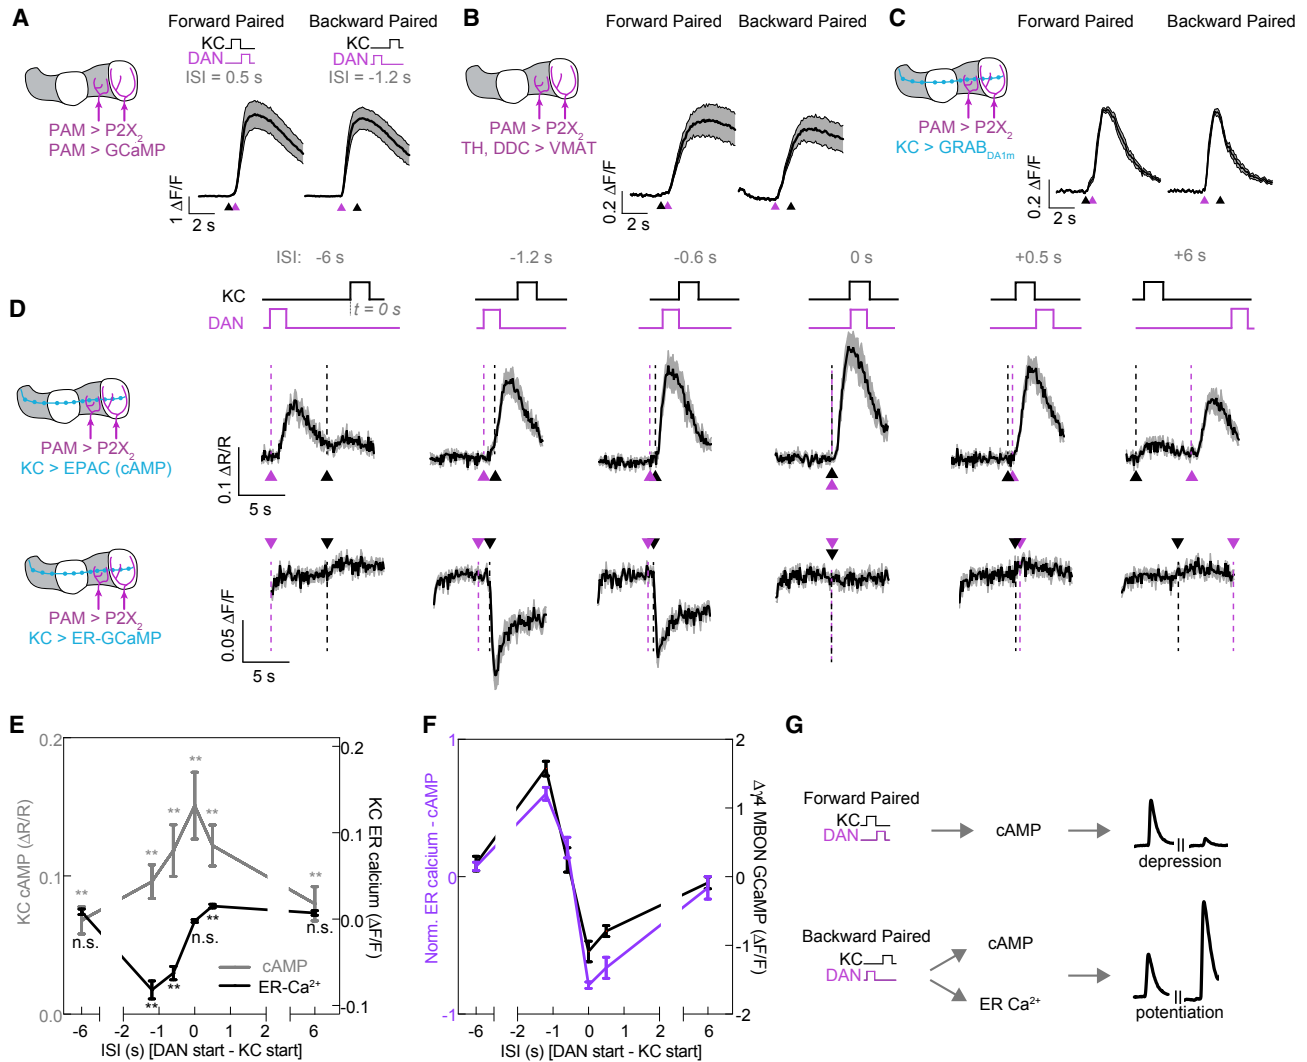 A
Forward Paired
Backward Paired
KC
DAN
ISI = 0.5 s
KC
DAN
ISI = -1.2 s
PAM > P2X2
PAM > GCaMP
1 ΔF/F
2 s
B
Forward Paired
Backward Paired
PAM > P2X2
TH, DDC > VMAT
0.2 ΔF/F
2 s
C
Forward Paired
Backward Paired
PAM > P2X2
KC > GRABDA1m
0.2 ΔF/F
2 s
D
ISI:
-6 s
-1.2 s
-0.6 s
0 s
+0.5 s
+6 s
KC
t = 0 s
DAN
PAM > P2X2
KC > EPAC (cAMP)
0.1 ΔR/R
5 s
PAM > P2X2
KC > ER-GCaMP
0.05 ΔF/F
5 s
E
KC cAMP (ΔR/R)
0.2
0.1
0.0
KC ER calcium (ΔF/F)
0.2
0.1
0.0
-0.1
**
**
**
**
**
**
n.s.
**
**
n.s.
**
n.s.
cAMP
ER-Ca²⁺
-6
-2
-1
0
1
2
6
ISI (s) [DAN start - KC start]
F
Norm. ER calcium - cAMP
1
0
-1
Δγ4 MBON GCaMP (ΔF/F)
2
1
0
-1
-2
-6
-2
-1
0
1
2
6
ISI (s) [DAN start - KC start]
G
Forward Paired
KC
DAN
cAMP
depression
Backward Paired
KC
DAN
cAMP
ER Ca²⁺
potentiation